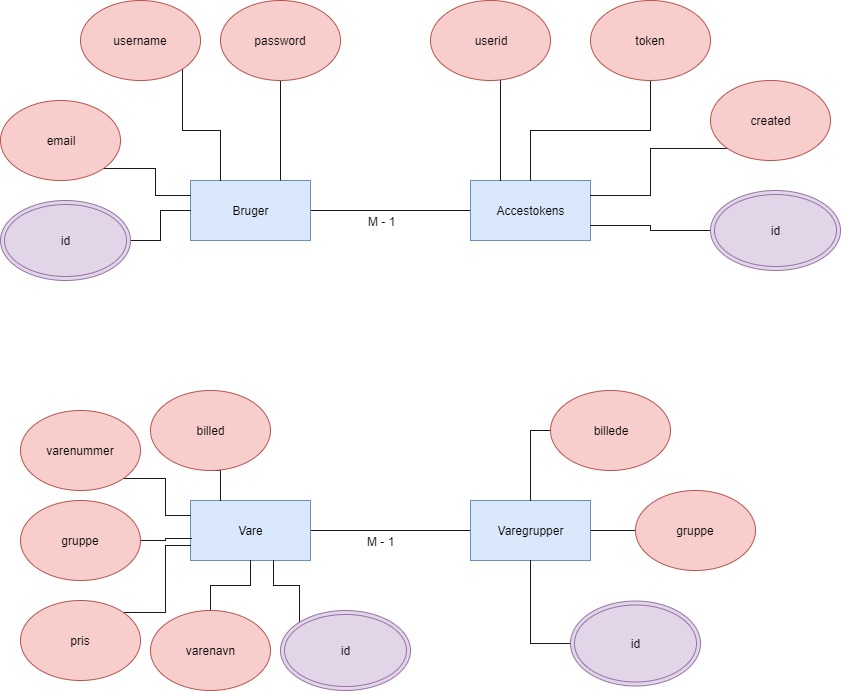 username
password
userid
token
email
created
Bruger
M - 1
Accestokens
id
id
varenummer
billed
billede
gruppe
Vare
M - 1
Varegrupper
gruppe
pris
varenavn
id
id